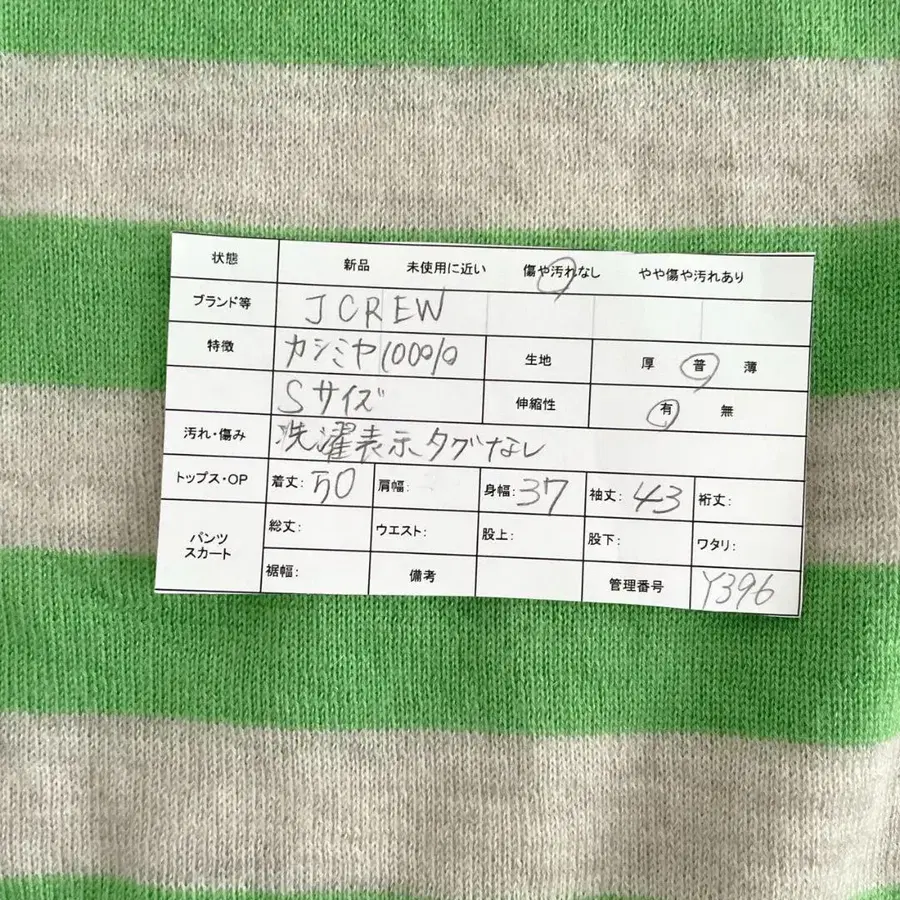 状態 新品 未使用に近い 傷や汚れなし やや傷や汚れあり
ブランド等 J CREW
特徴 カシミヤ100% 生地 厚 普 薄
Sサイズ 伸縮性 有 無
汚れ・傷み 洗濯表示タグなし
トップス・OP 着丈:50 肩幅: 身幅:37 袖丈:43 裄丈:
パンツ スカート 総丈: ウエスト: 股上: 股下: ワタリ:
裾幅: 備考 管理番号 Y396